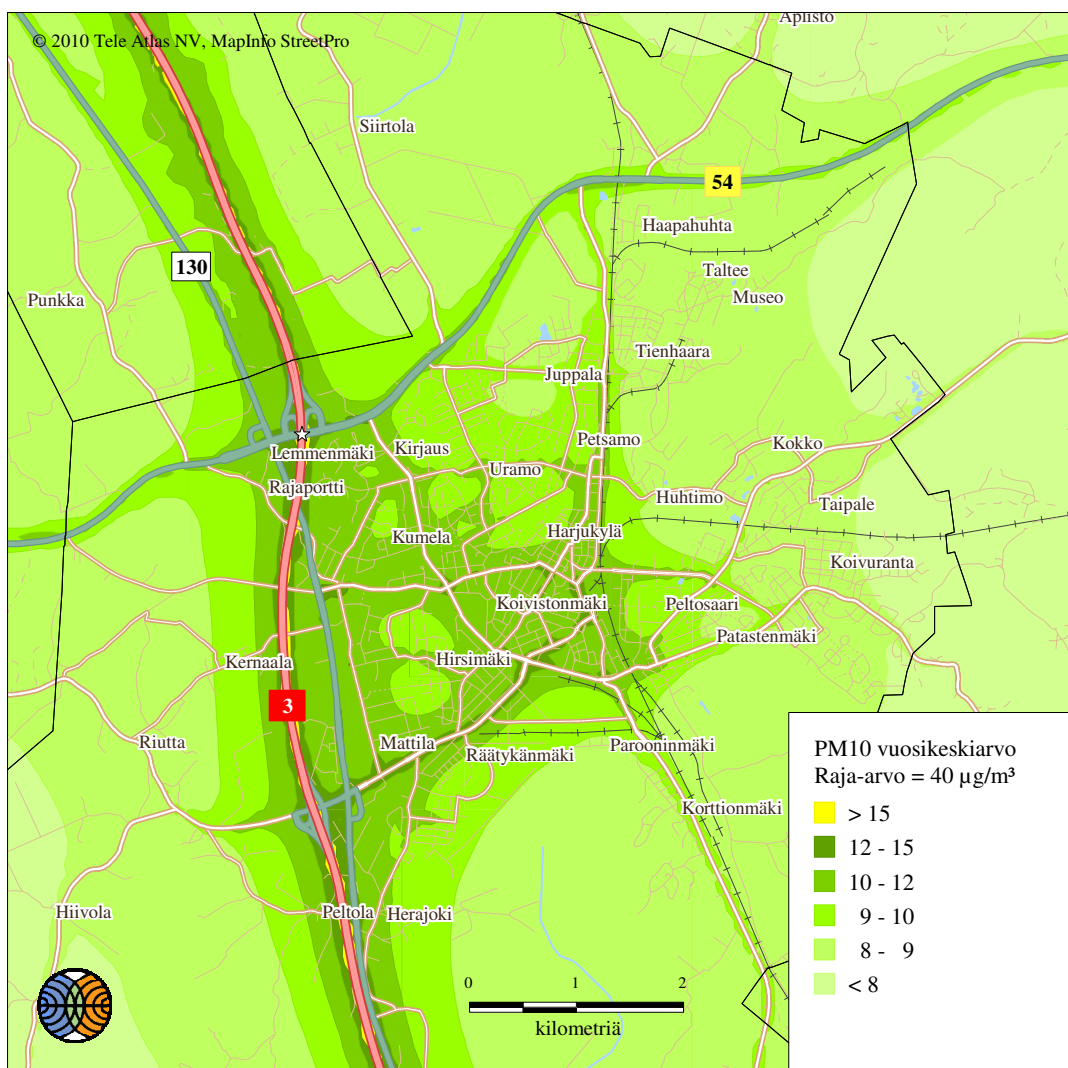 Aplisto
© 2010 Tele Atlas NV, MapInfo StreetPro
Siirtola
54
Haapahuhta
130
Taltee
Museo
Punkka
Tienhaara
Juppala
Petsamo
Kirjaus
Lemmenmäki
Kokko
Uramo
Rajaportti
Huhtimo
Taipale
Kumela
Harjukylä
Koivuranta
Koivistonmäki
Peltosaari
Patastenmäki
Hirsimäki
Kernaala
3
Riutta
Mattila
Parooninmäki
Räätykänmäki
Korttionmäki
Hiivola
Peltola
Herajoki
PM10 vuosikeskiarvo
Raja-arvo = 40 µg/m³
> 15
12 - 15
10 - 12
9 - 10
8 - 9
< 8
0 1 2
kilometriä